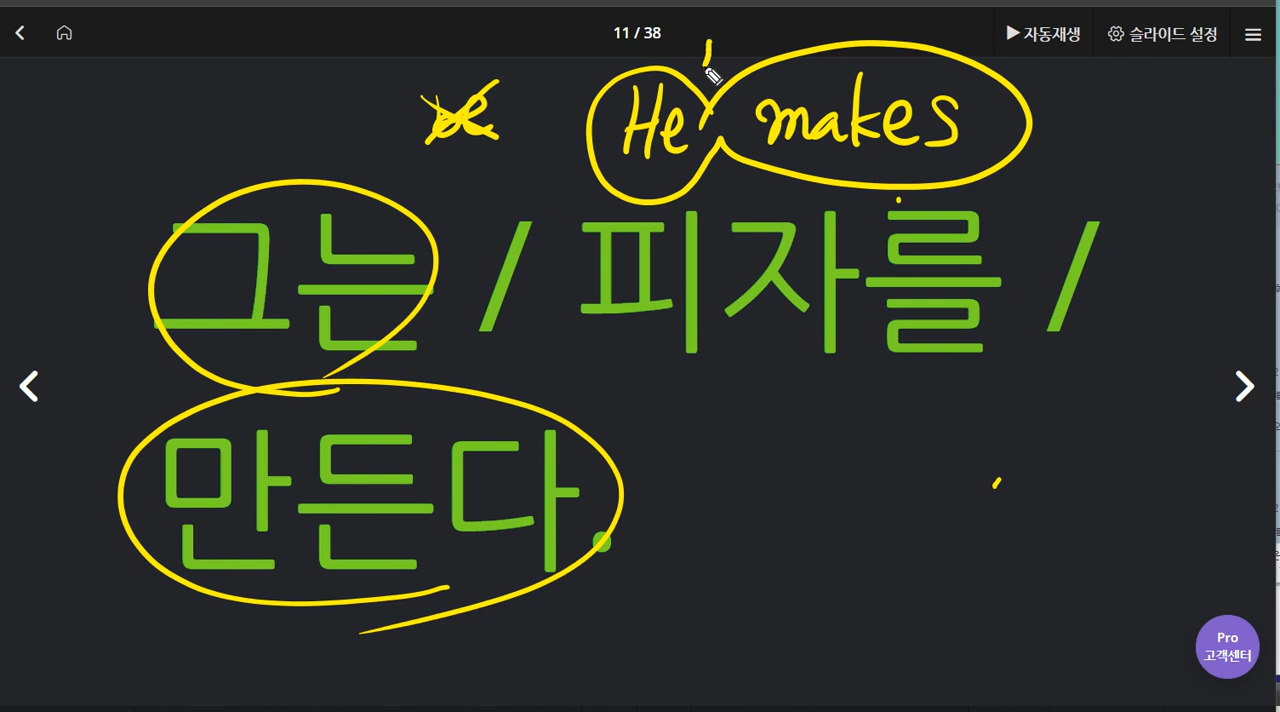 11 / 38
▶ 자동재생
슬라이드 설정
He makes
그는 / 피자를 /
만든다.
Pro
고객센터